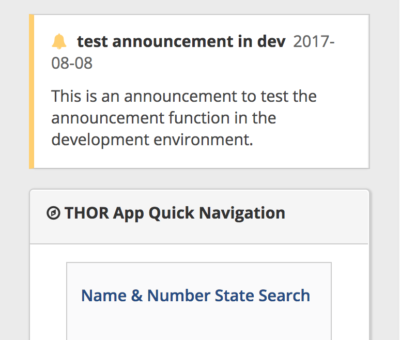 test announcement in dev 2017-
08-08
This is an announcement to test the
announcement function in the
development environment.
THOR App Quick Navigation
Name & Number State Search